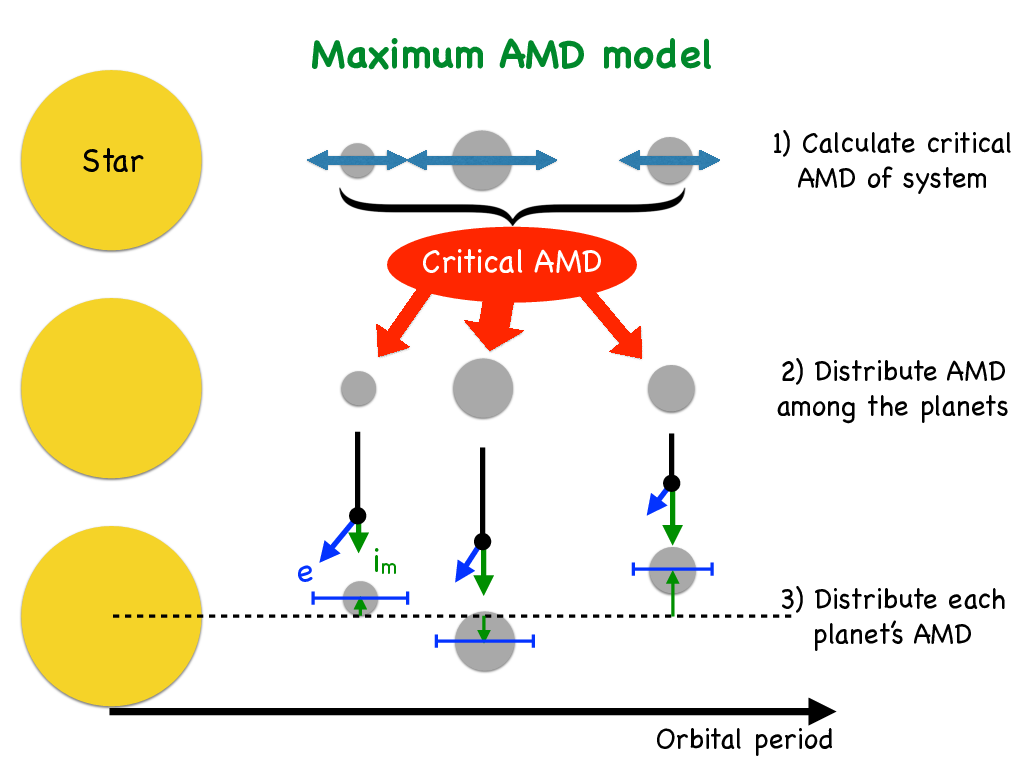 Maximum AMD model
Star
1) Calculate critical
AMD of system
Critical AMD
2) Distribute AMD
among the planets
e
im
3) Distribute each
planet's AMD
Orbital period